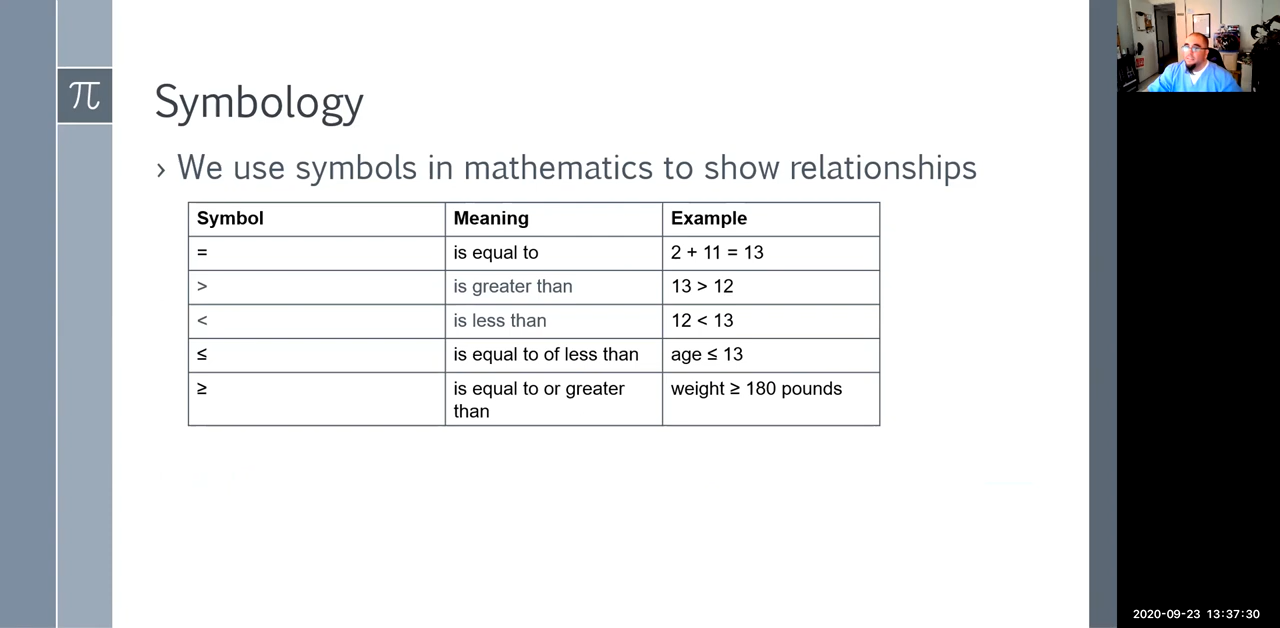 π
Symbology
› We use symbols in mathematics to show relationships
Symbol Meaning Example
= is equal to 2 + 11 = 13
> is greater than 13 > 12
< is less than 12 < 13
≤ is equal to of less than age ≤ 13
≥ is equal to or greater weight ≥ 180 pounds
than
2020-09-23 13:37:30